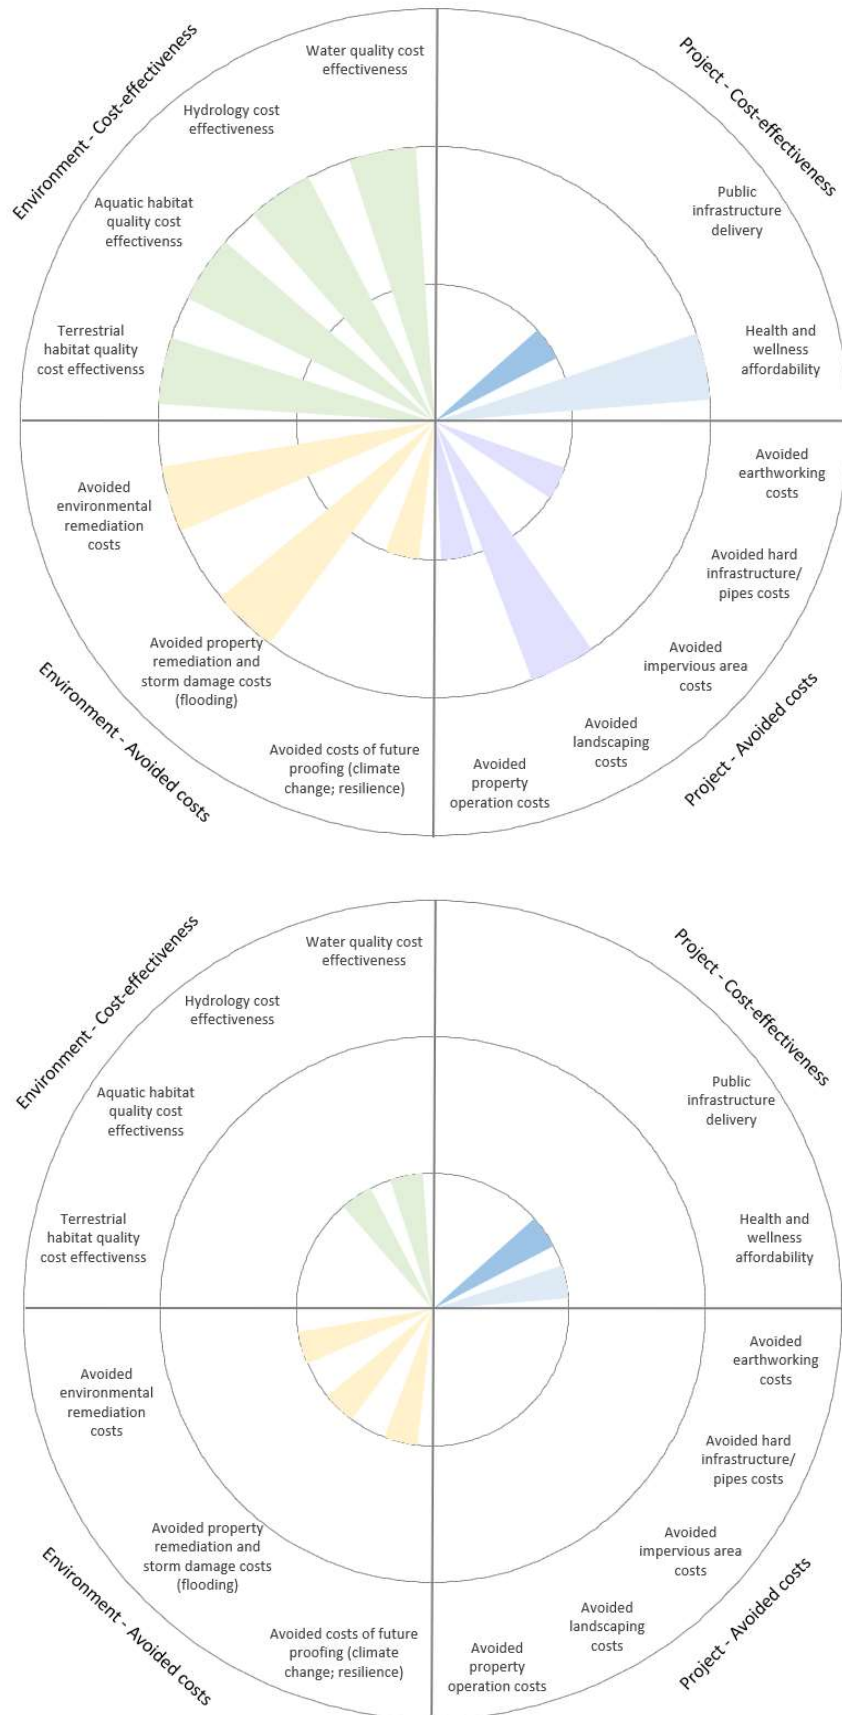 Environment - Cost-effectiveness
Water quality cost
effectiveness
Hydrology cost
effectiveness
Aquatic habitat
quality cost
effectivenss
Terrestrial
habitat quality
cost effectivenss
Project - Cost-effectiveness
Public
infrastructure
delivery
Health and
wellness
affordability
Avoided
environmental
remediation
costs
Avoided property
remediation and
storm damage costs
(flooding)
Avoided costs of future
proofing (climate
change; resilience)
Environment - Avoided costs
Avoided
earthworking
costs
Avoided hard
infrastructure/
pipes costs
Avoided
impervious area
costs
Avoided
landscaping
costs
Avoided
property
operation costs
Project - Avoided costs
Environment - Cost-effectiveness
Water quality cost
effectiveness
Hydrology cost
effectiveness
Aquatic habitat
quality cost
effectivenss
Terrestrial
habitat quality
cost effectivenss
Project - Cost-effectiveness
Public
infrastructure
delivery
Health and
wellness
affordability
Avoided
environmental
remediation
costs
Avoided property
remediation and
storm damage costs
(flooding)
Avoided costs of future
proofing (climate
change; resilience)
Environment - Avoided costs
Avoided
earthworking
costs
Avoided hard
infrastructure/
pipes costs
Avoided
impervious area
costs
Avoided
landscaping
costs
Avoided
property
operation costs
Project - Avoided costs